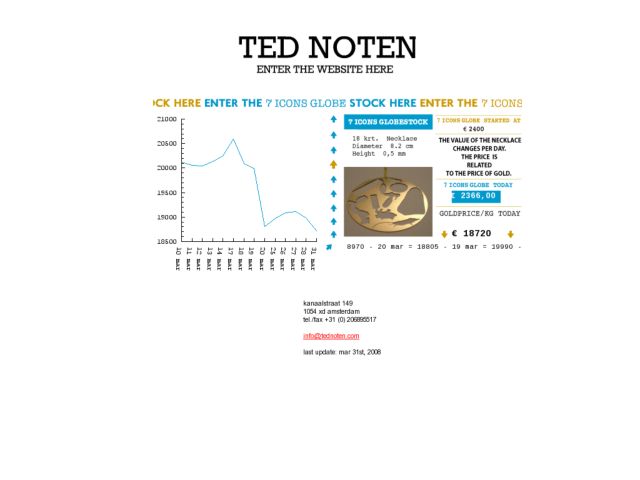 TED NOTEN
ENTER THE WEBSITE HERE
OCK HERE ENTER THE 7 ICONS GLOBE STOCK HERE ENTER THE 7 ICONS
21000
20500
20000
19500
19000
18500
10 mar
11 mar
12 mar
13 mar
14 mar
17 mar
18 mar
19 mar
20 mar
25 mar
26 mar
27 mar
28 mar
31 mar
7 ICONS GLOBESTOCK
18 krt. Necklace
Diameter 8.2 cm
Height 0,5 mm
7 ICONS GLOBE STARTED AT
€ 2400
THE VALUE OF THE NECKLACE
CHANGES PER DAY.
THE PRICE IS
RELATED
TO THE PRICE OF GOLD.
7 ICONS GLOBE TODAY
€ 2366,00
GOLDPRICE/KG TODAY
€ 18720
8970 - 20 mar = 18805 - 19 mar = 19990 -
kanaalstraat 149
1054 xd amsterdam
tel./fax +31 (0) 206895517
info@tednoten.com
last update: mar 31st, 2008